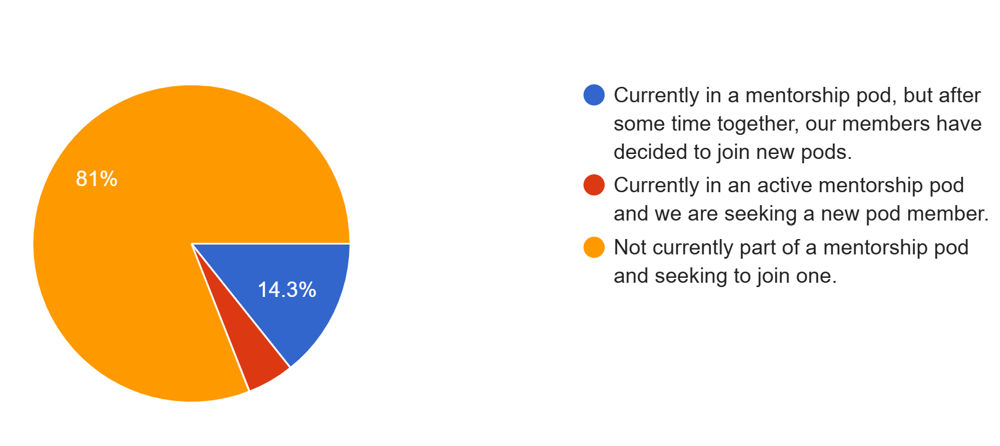 81%
14.3%
Currently in a mentorship pod, but after
some time together, our members have
decided to join new pods.
Currently in an active mentorship pod
and we are seeking a new pod member.
Not currently part of a mentorship pod
and seeking to join one.